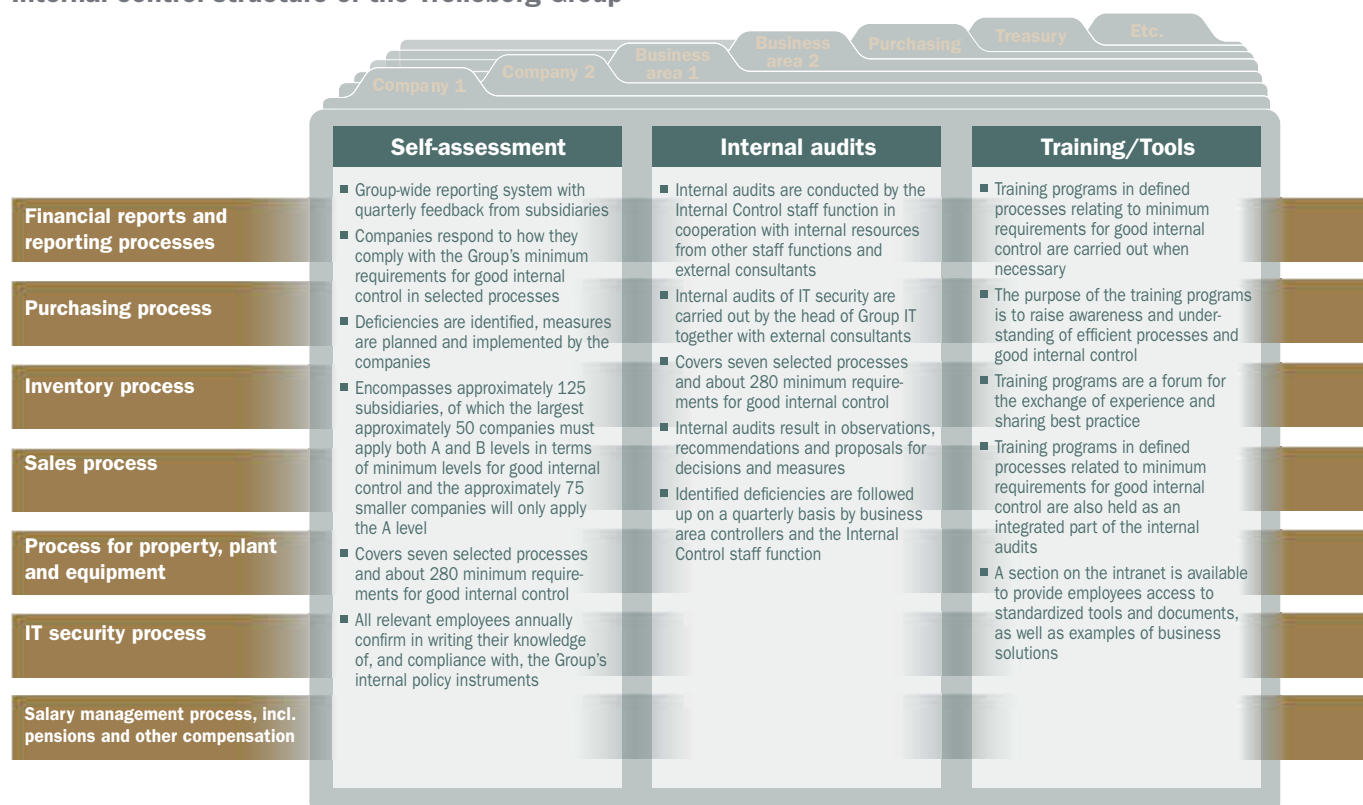 Internal control structure of the Trelleborg Group
Company 1
Company 2
Business
area 1
Business
area 2
Purchasing
Treasury
Etc.
Financial reports and
reporting processes
Purchasing process
Inventory process
Sales process
Process for property, plant
and equipment
IT security process
Salary management process, incl.
pensions and other compensation
Self-assessment
■ Group-wide reporting system with
quarterly feedback from subsidiaries
■ Companies respond to how they
comply with the Group's minimum
requirements for good internal
control in selected processes
■ Deficiencies are identified, measures
are planned and implemented by the
companies
■ Encompasses approximately 125
subsidiaries, of which the largest
approximately 50 companies must
apply both A and B levels in terms
of minimum levels for good internal
control and the approximately 75
smaller companies will only apply
the A level
■ Covers seven selected processes
and about 280 minimum require-
ments for good internal control
■ All relevant employees annually
confirm in writing their knowledge
of, and compliance with, the Group's
internal policy instruments
Internal audits
■ Internal audits are conducted by the
Internal Control staff function in
cooperation with internal resources
from other staff functions and
external consultants
■ Internal audits of IT security are
carried out by the head of Group IT
together with external consultants
■ Covers seven selected processes
and about 280 minimum require-
ments for good internal control
■ Internal audits result in observations,
recommendations and proposals for
decisions and measures
■ Identified deficiencies are followed
up on a quarterly basis by business
area controllers and the Internal
Control staff function
Training/Tools
■ Training programs in defined
processes relating to minimum
requirements for good internal
control are carried out when
necessary
■ The purpose of the training programs
is to raise awareness and under-
standing of efficient processes and
good internal control
■ Training programs are a forum for
the exchange of experience and
sharing best practice
■ Training programs in defined
processes related to minimum
requirements for good internal
control are also held as an
integrated part of the internal
audits
■ A section on the intranet is available
to provide employees access to
standardized tools and documents,
as well as examples of business
solutions